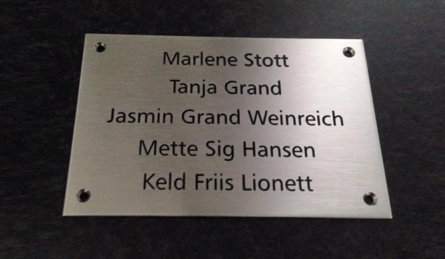 Marlene Stott
Tanja Grand
Jasmin Grand Weinreich
Mette Sig Hansen
Keld Friis Lionett